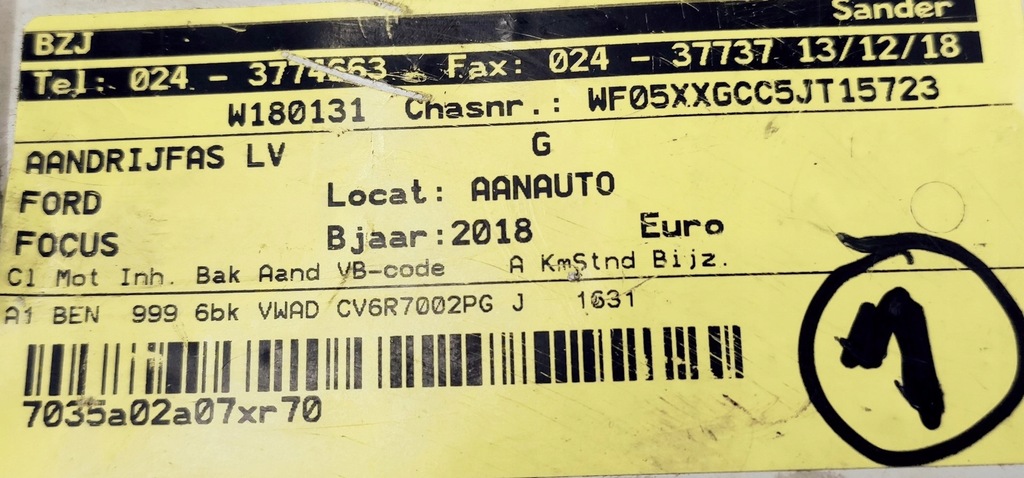 Sander
BZJ
Tel: 024 - 3774663 Fax: 024 - 37737 13/12/18
W180131 Chasnr.: WF05XXGCC5JT15723
AANDRIJFAS LV G
FORD Locat: AANAUTO
FOCUS Bjaar:2018 Euro
Cl Mot Inh. Bak Aand VB-code A KmStnd Bijz.
A1 BEN 999 6bk VWAD CV6R7002PG J 1631
7035a02a07xr70
1